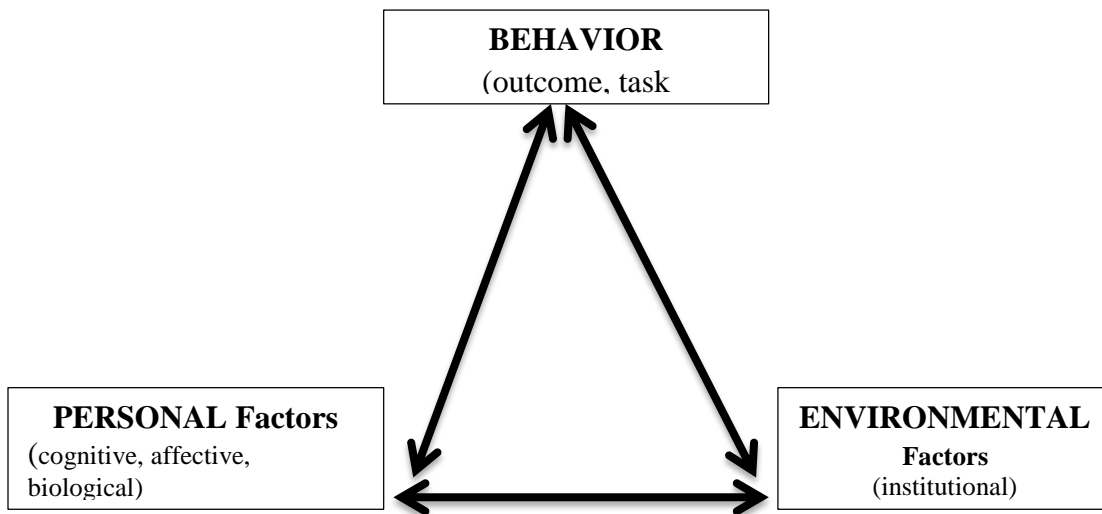 BEHAVIOR
(outcome, task
PERSONAL Factors
(cognitive, affective,
biological)
ENVIRONMENTAL
Factors
(institutional)